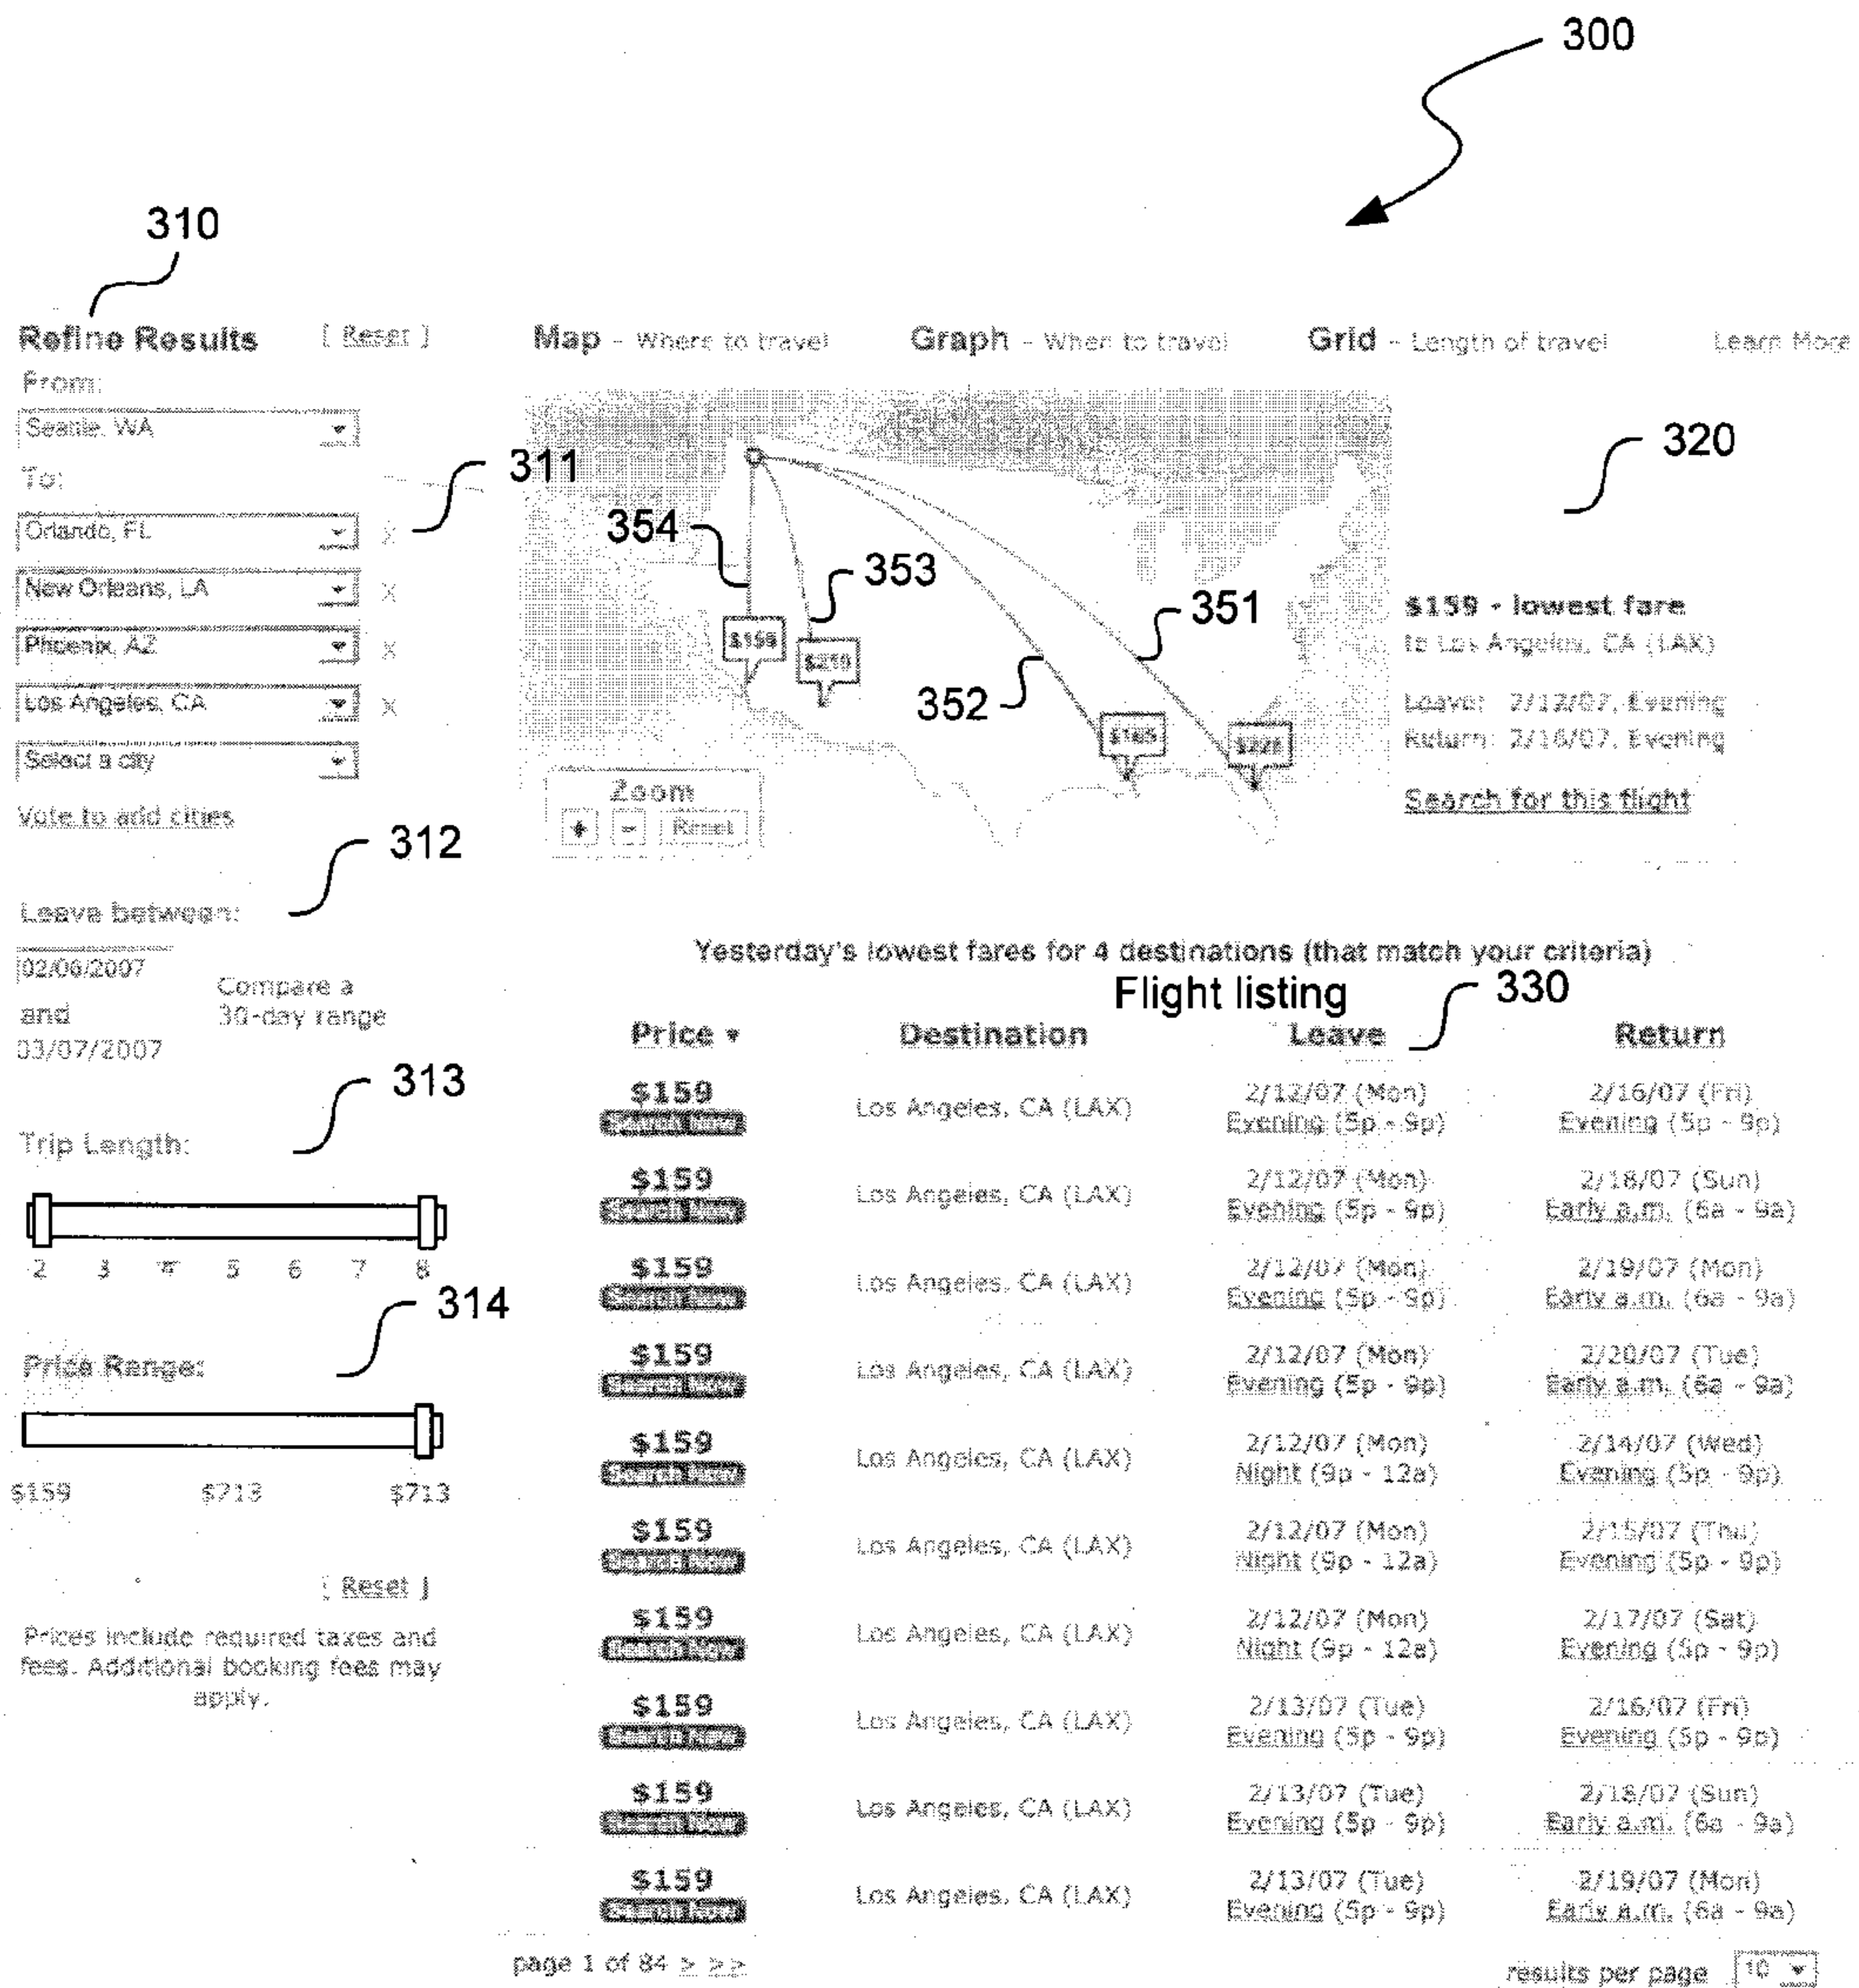 300
310
Refine Results [ Reset ]
Map - Where to travel Graph - When to travel Grid - Length of travel Learn More
From:
Seattle, WA
To:
311
320
Orlando, FL X
New Orleans, LA X
Phoenix, AZ X
Los Angeles, CA X
Select a city
Vote to add cities
354
353
351
352
$159
$219
$165
Zoom
+ - Reset
$159 - lowest fare
to Los Angeles, CA (LAX)
Leave: 2/12/07, Evening
Return: 2/16/07, Evening
Search for this flight
312
Leave between:
02/06/2007
and
03/07/2007
Compare a
30-day range
313
Trip Length:
2 3 4 5 6 7 8
314
Price Range:
$159 $713 $713
[ Reset ]
Prices include required taxes and
fees. Additional booking fees may
apply.
Yesterday's lowest fares for 4 destinations (that match your criteria)
Flight listing
330
Price ▾ Destination Leave Return
$159 Los Angeles, CA (LAX) 2/12/07 (Mon) 2/16/07 (Fri)
Search Now Evening (5p - 9p) Evening (5p - 9p)
$159 Los Angeles, CA (LAX) 2/12/07 (Mon) 2/18/07 (Sun)
Search Now Evening (5p - 9p) Early a.m. (6a - 9a)
$159 Los Angeles, CA (LAX) 2/12/07 (Mon) 2/19/07 (Mon)
Search Now Evening (5p - 9p) Early a.m. (6a - 9a)
$159 Los Angeles, CA (LAX) 2/12/07 (Mon) 2/20/07 (Tue)
Search Now Evening (5p - 9p) Early a.m. (6a - 9a)
$159 Los Angeles, CA (LAX) 2/12/07 (Mon) 2/14/07 (Wed)
Search Now Night (9p - 12a) Evening (5p - 9p)
$159 Los Angeles, CA (LAX) 2/12/07 (Mon) 2/15/07 (Thu)
Search Now Night (9p - 12a) Evening (5p - 9p)
$159 Los Angeles, CA (LAX) 2/12/07 (Mon) 2/17/07 (Sat)
Search Now Night (9p - 12a) Evening (5p - 9p)
$159 Los Angeles, CA (LAX) 2/13/07 (Tue) 2/16/07 (Fri)
Search Now Evening (5p - 9p) Evening (5p - 9p)
$159 Los Angeles, CA (LAX) 2/13/07 (Tue) 2/18/07 (Sun)
Search Now Evening (5p - 9p) Early a.m. (6a - 9a)
$159 Los Angeles, CA (LAX) 2/13/07 (Tue) 2/19/07 (Mon)
Search Now Evening (5p - 9p) Early a.m. (6a - 9a)
page 1 of 84 > >>
results per page 10